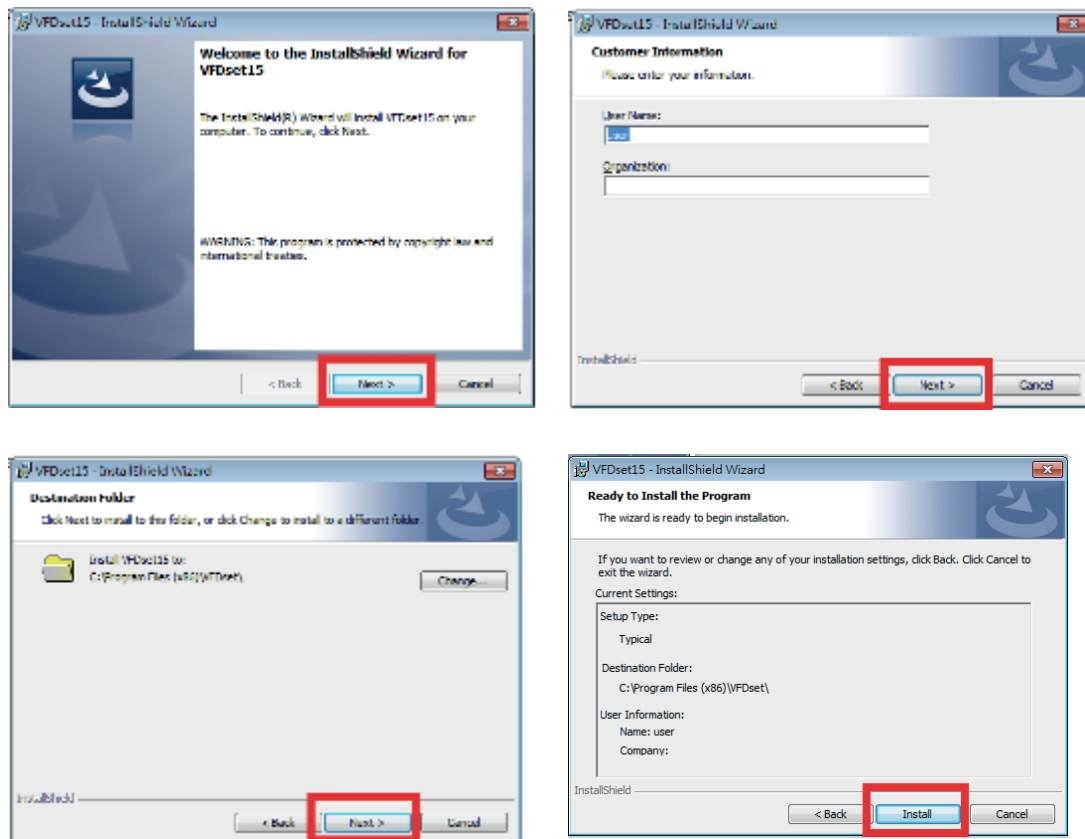 VFDset15 - InstallShield Wizard
Welcome to the InstallShield Wizard for
VFDset15
The InstallShield(R) Wizard will install VFDset15 on your
computer. To continue, click Next.
WARNING: This program is protected by copyright law and
international treaties.
< Back
Next >
Cancel
VFDset15 - InstallShield Wizard
Customer Information
Please enter your information.
User Name:
user
Organization:
InstallShield
< Back
Next >
Cancel
VFDset15 - InstallShield Wizard
Destination Folder
Click Next to install to this folder, or click Change to install to a different folder.
Install VFDset15 to:
C:\Program Files (x86)\VFDset\
Change...
InstallShield
< Back
Next >
Cancel
VFDset15 - InstallShield Wizard
Ready to Install the Program
The wizard is ready to begin installation.
If you want to review or change any of your installation settings, click Back. Click Cancel to
exit the wizard.
Current Settings:
Setup Type:
Typical
Destination Folder:
C:\Program Files (x86)\VFDset\
User Information:
Name: user
Company:
InstallShield
< Back
Install
Cancel